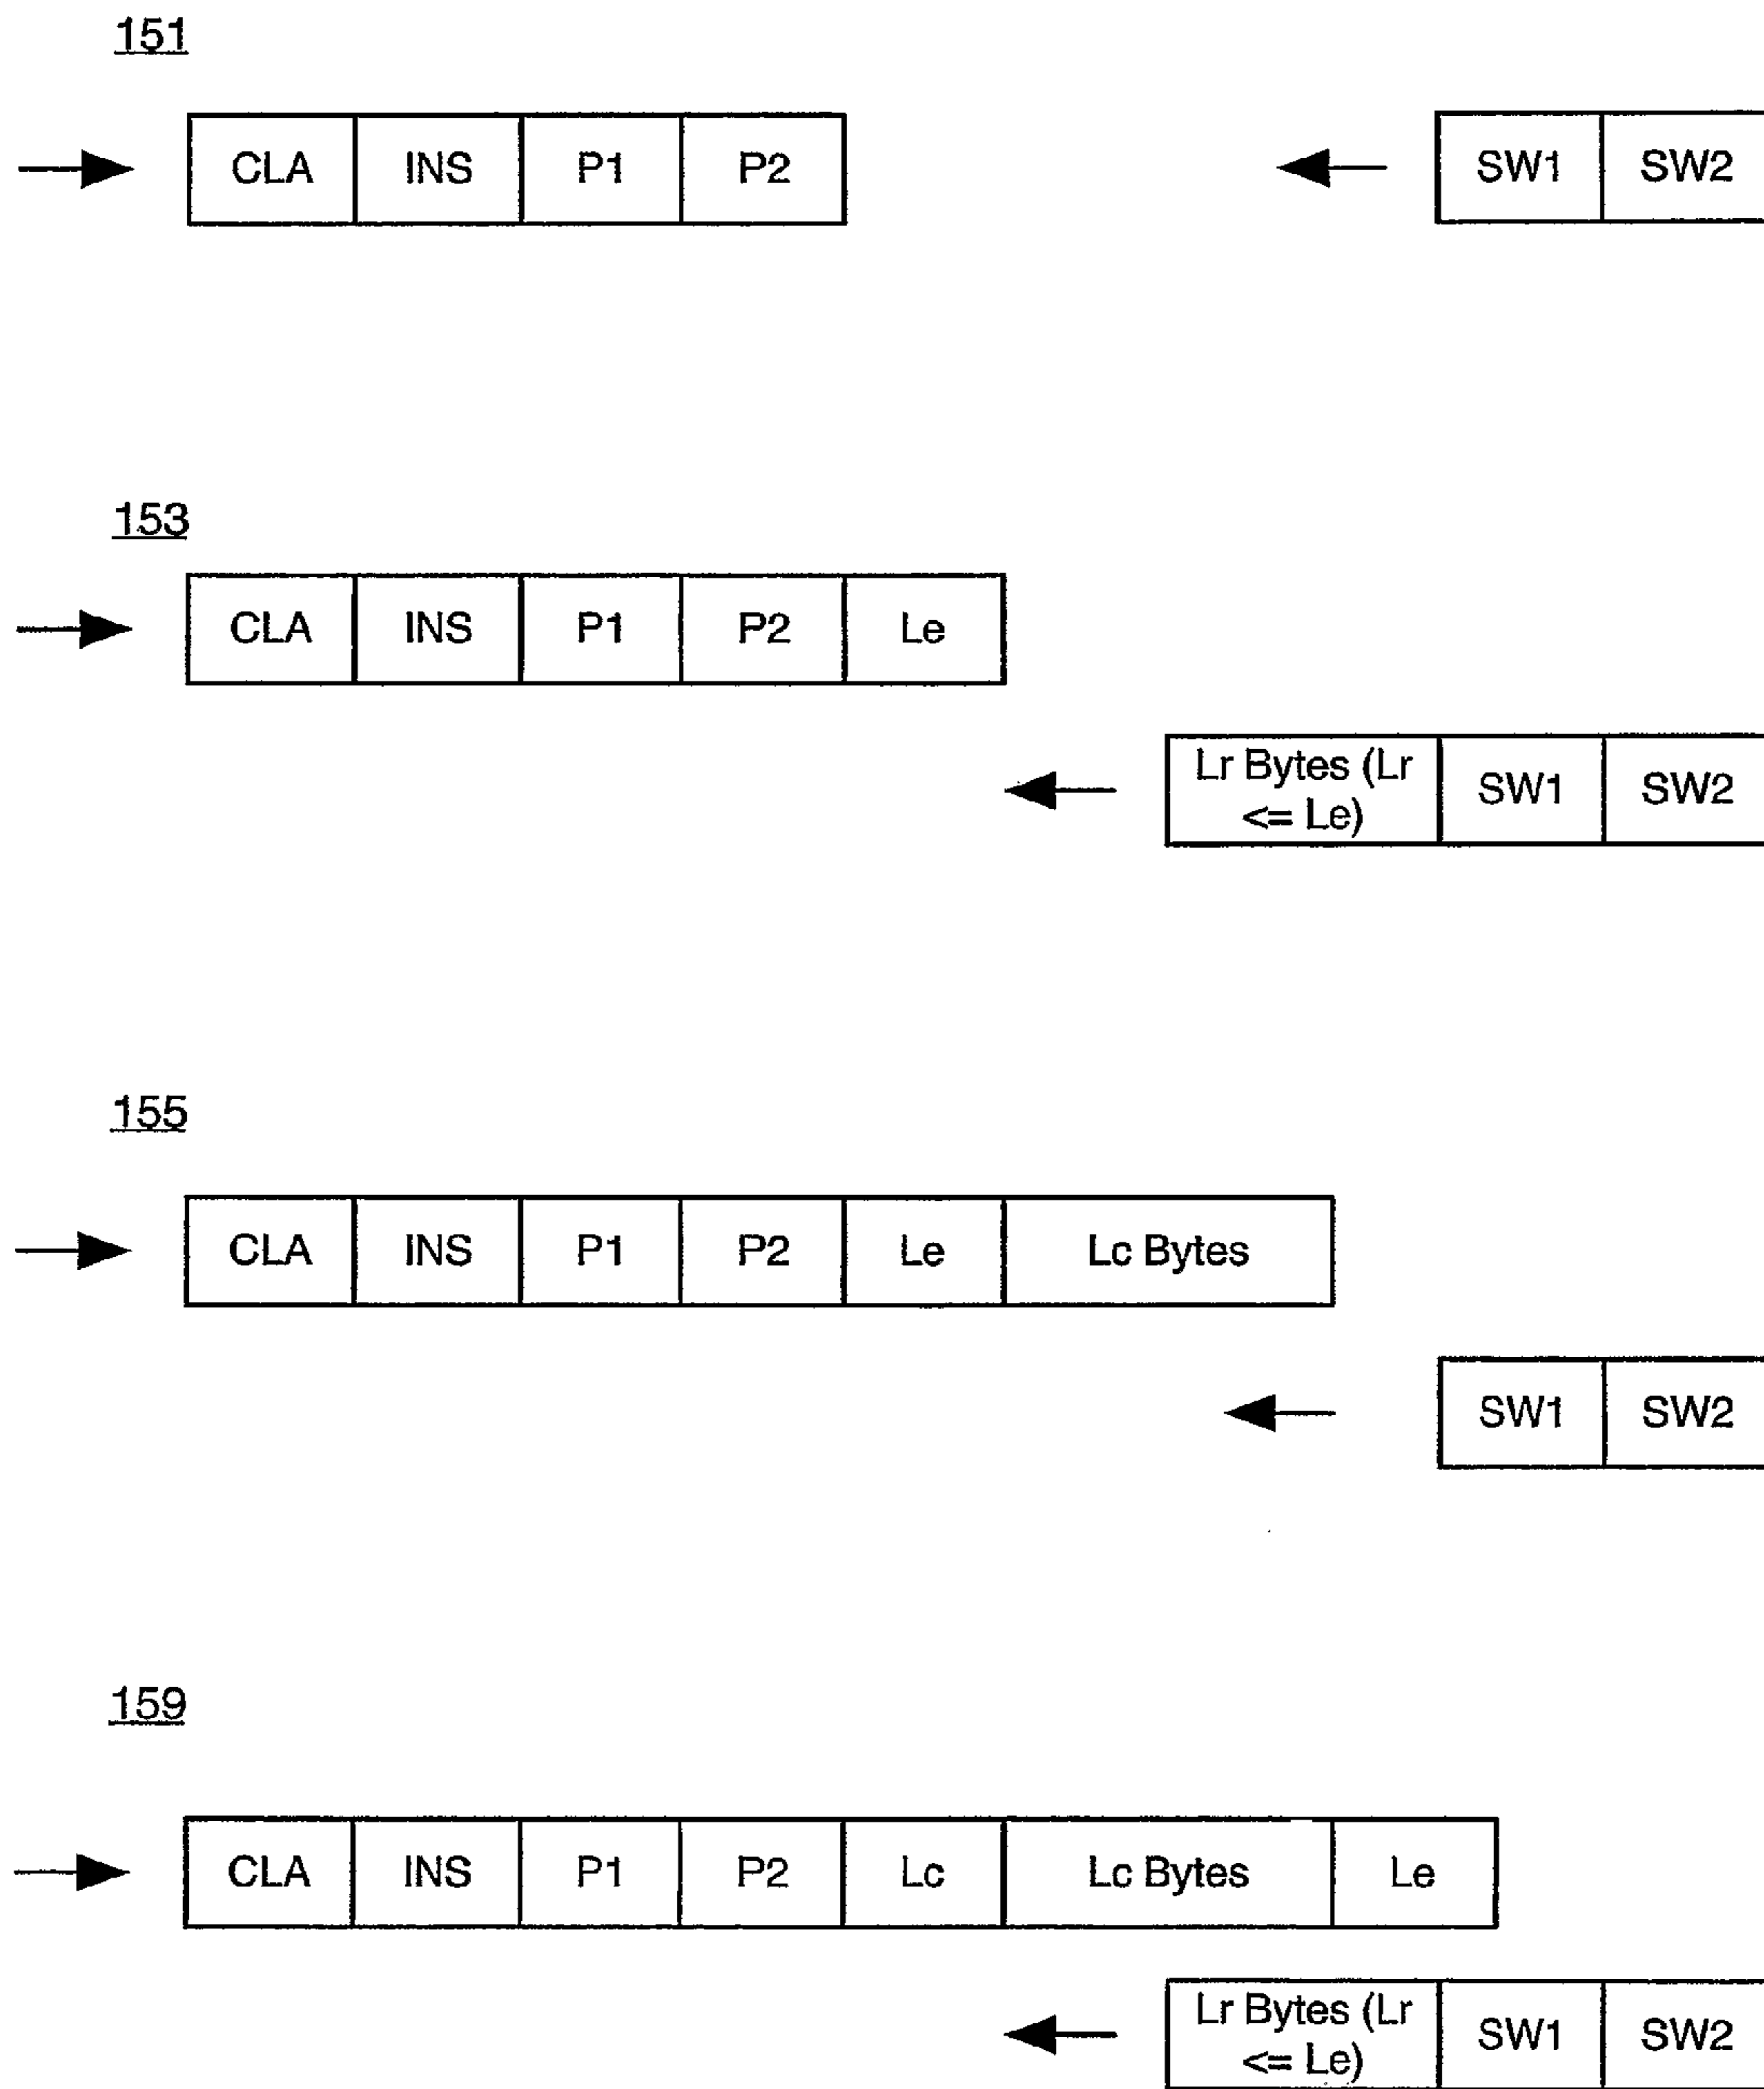 151
CLA INS P1 P2 SW1 SW2
153
CLA INS P1 P2 Le
Lr Bytes (Lr
<= Le) SW1 SW2
155
CLA INS P1 P2 Le Lc Bytes
SW1 SW2
159
CLA INS P1 P2 Lc Lc Bytes Le
Lr Bytes (Lr
<= Le) SW1 SW2